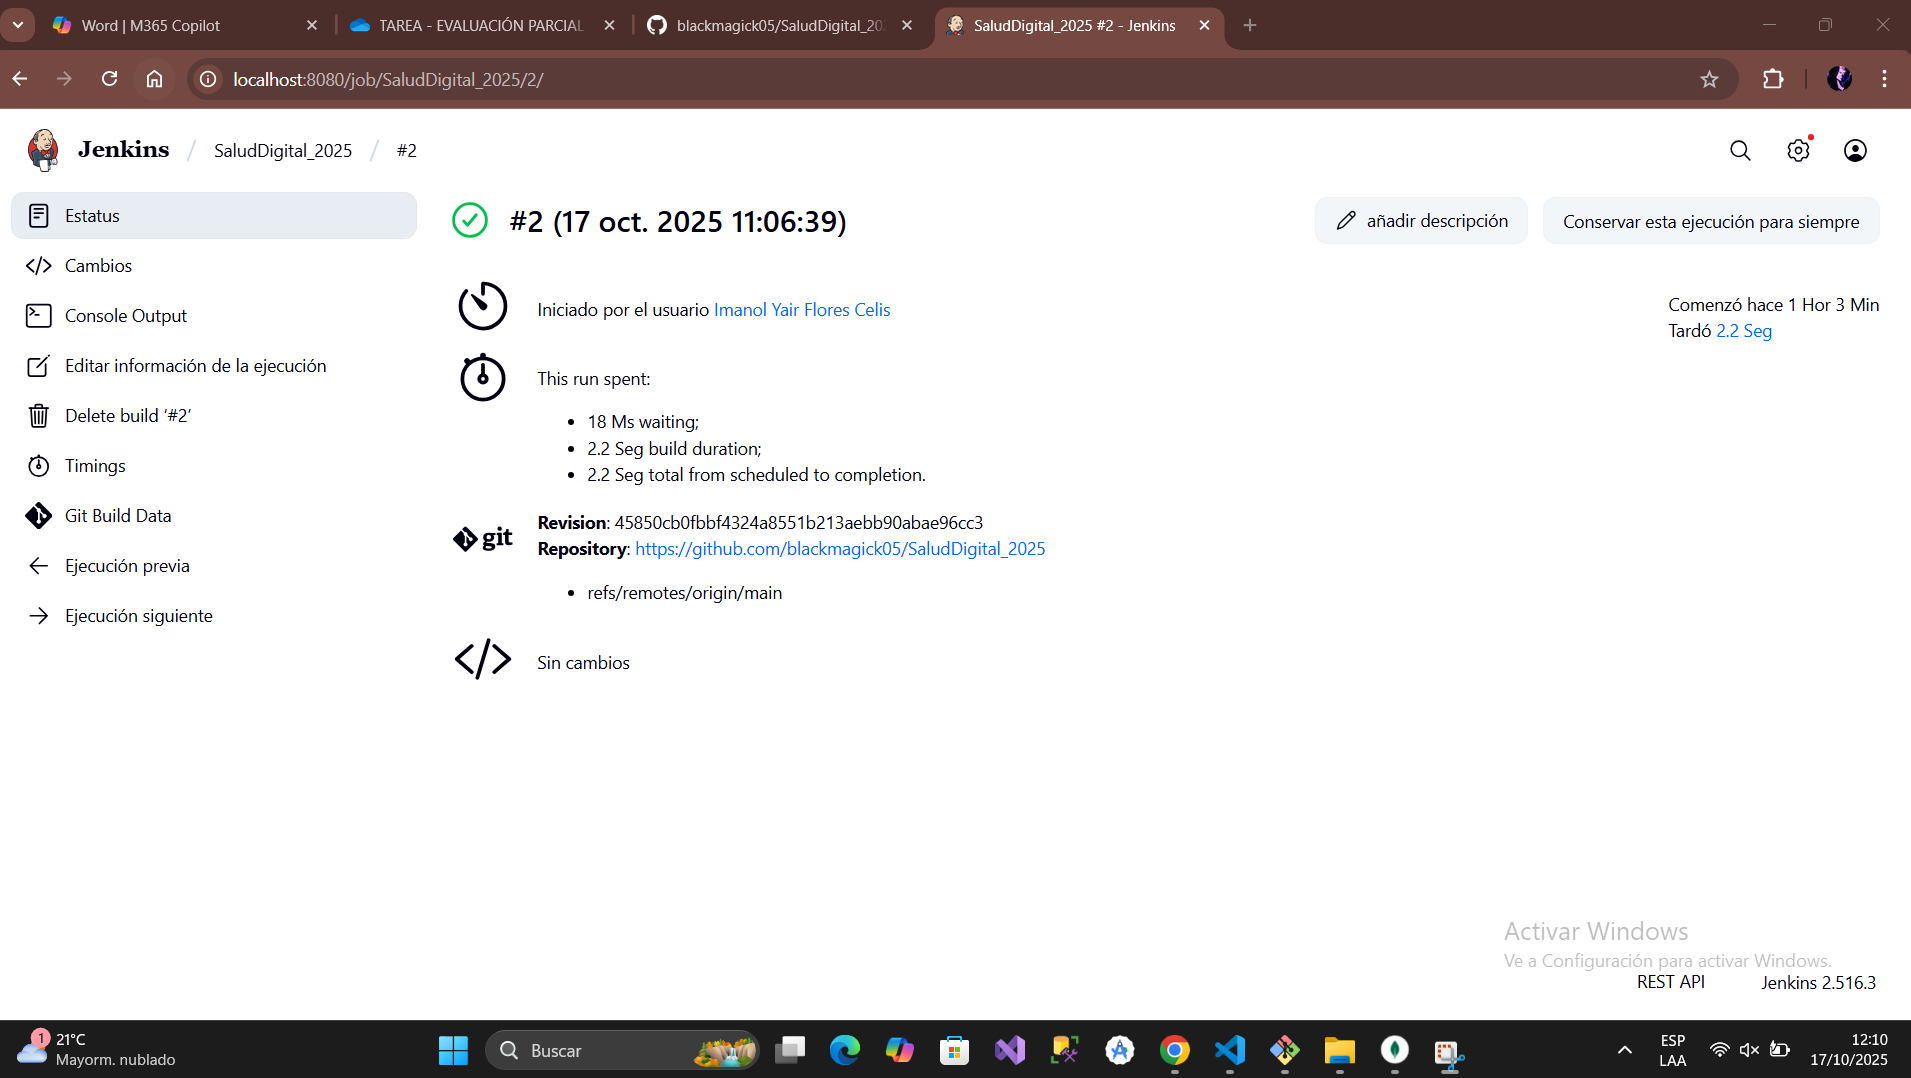 Word | M365 Copilot
TAREA - EVALUACIÓN PARCIAL
blackmagick05/SaludDigital_202
SaludDigital_2025 #2 - Jenkins
localhost:8080/job/SaludDigital_2025/2/
Jenkins / SaludDigital_2025 / #2
Estatus
Cambios
Console Output
Editar información de la ejecución
Delete build ‘#2’
Timings
Git Build Data
Ejecución previa
Ejecución siguiente
#2 (17 oct. 2025 11:06:39)
añadir descripción
Conservar esta ejecución para siempre
Iniciado por el usuario Imanol Yair Flores Celis
Comenzó hace 1 Hor 3 Min
Tardó 2.2 Seg
This run spent:
18 Ms waiting;
2.2 Seg build duration;
2.2 Seg total from scheduled to completion.
git
Revision: 45850cb0fbbf4324a8551b213aebb90abae96cc3
Repository: https://github.com/blackmagick05/SaludDigital_2025
refs/remotes/origin/main
Sin cambios
Activar Windows
Ve a Configuración para activar Windows.
REST API
Jenkins 2.516.3
1
21°C
Mayorm. nublado
Buscar
ESP
LAA
12:10
17/10/2025